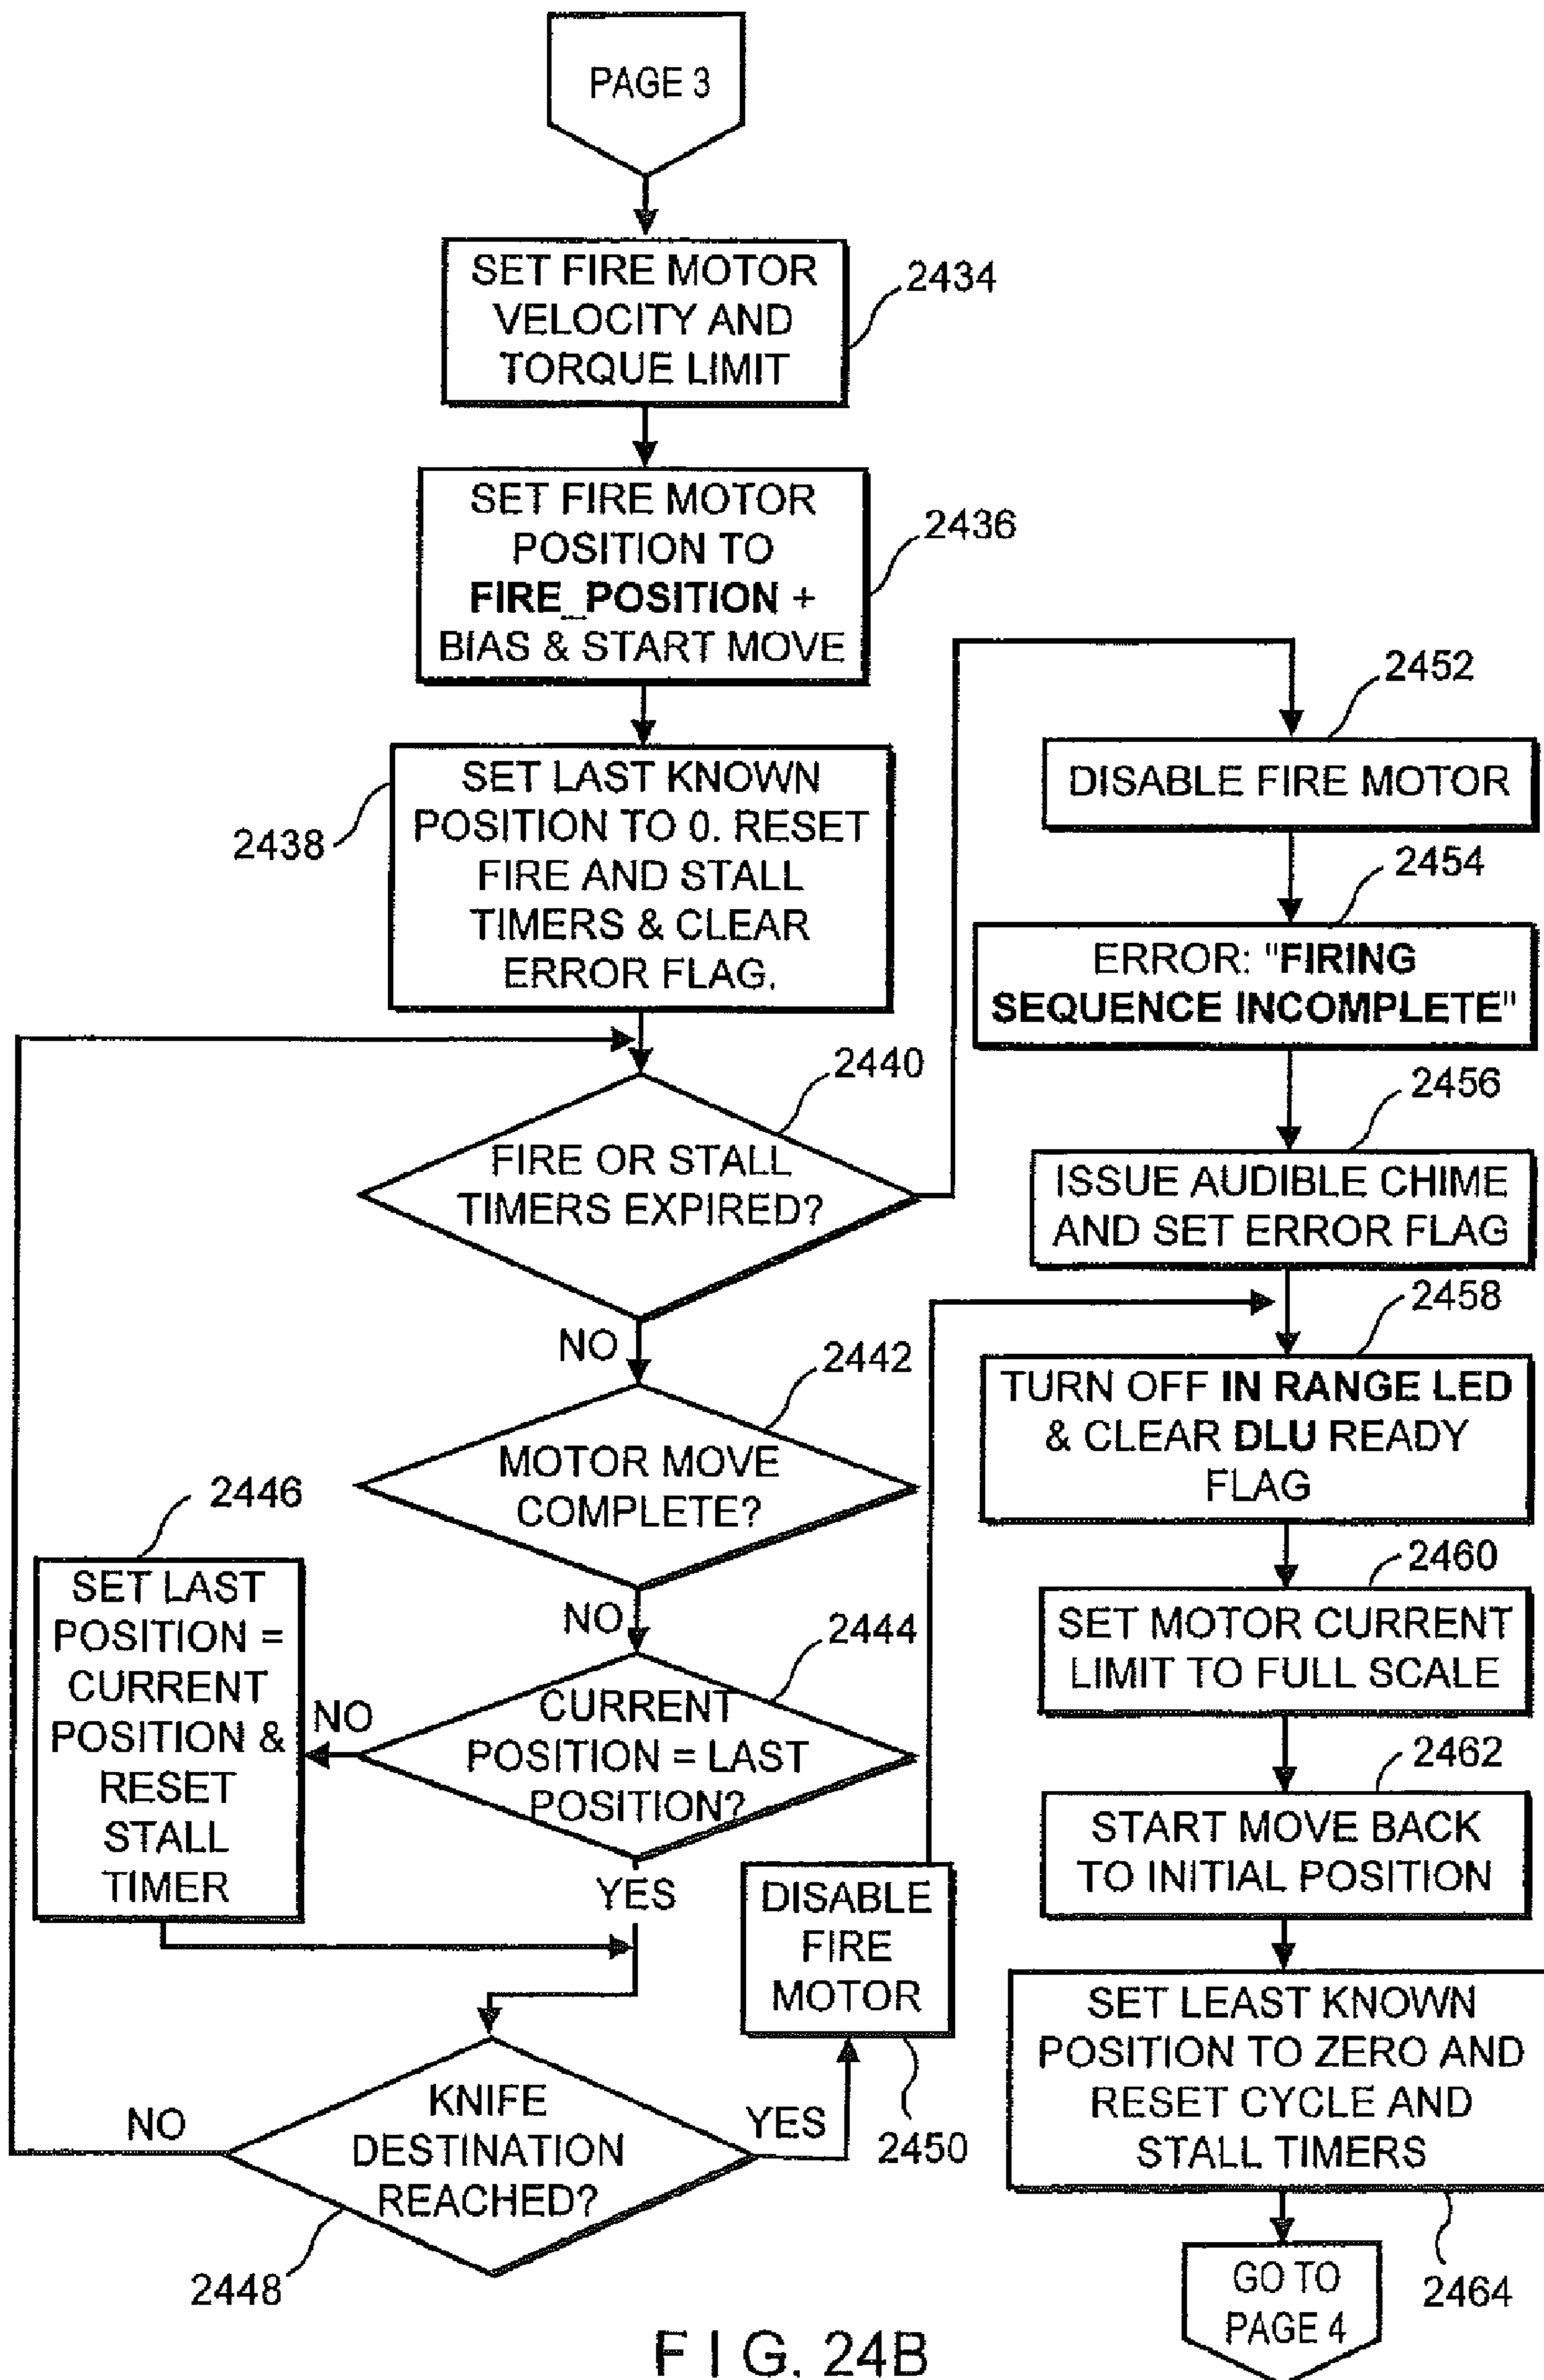 PAGE 3
SET FIRE MOTOR
VELOCITY AND
TORQUE LIMIT
2434
SET FIRE MOTOR
POSITION TO
FIRE_POSITION +
BIAS & START MOVE
2436
SET LAST KNOWN
POSITION TO 0. RESET
FIRE AND STALL
TIMERS & CLEAR
ERROR FLAG.
2438
FIRE OR STALL
TIMERS EXPIRED?
2440
NO
MOTOR MOVE
COMPLETE?
2442
NO
CURRENT
POSITION = LAST
POSITION?
2444
NO
SET LAST
POSITION =
CURRENT
POSITION &
RESET
STALL
TIMER
2446
YES
KNIFE
DESTINATION
REACHED?
2448
NO
YES
DISABLE
FIRE
MOTOR
2450
DISABLE FIRE MOTOR
2452
ERROR: "FIRING
SEQUENCE INCOMPLETE"
2454
ISSUE AUDIBLE CHIME
AND SET ERROR FLAG
2456
TURN OFF IN RANGE LED
& CLEAR DLU READY
FLAG
2458
SET MOTOR CURRENT
LIMIT TO FULL SCALE
2460
START MOVE BACK
TO INITIAL POSITION
2462
SET LEAST KNOWN
POSITION TO ZERO AND
RESET CYCLE AND
STALL TIMERS
2464
GO TO
PAGE 4
FIG. 24B